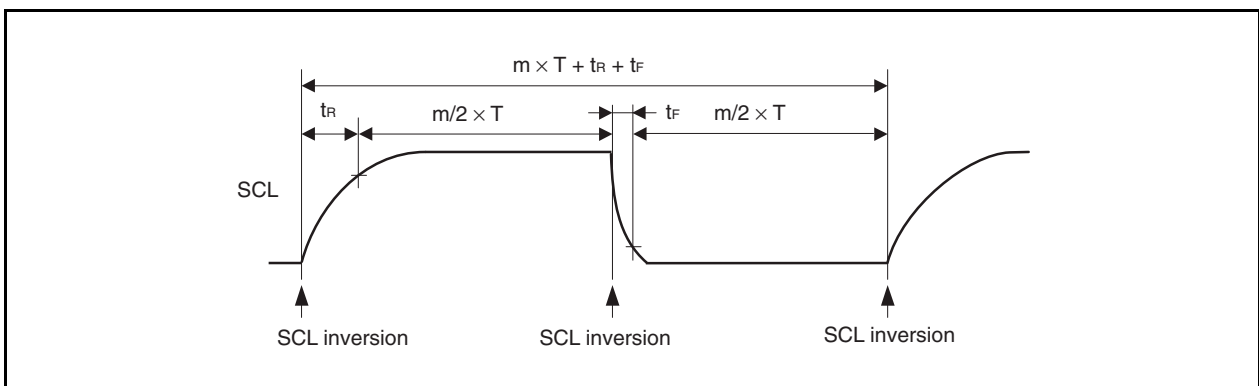 m × T + tR + tF
tR
m/2 × T
tF
m/2 × T
SCL
SCL inversion
SCL inversion
SCL inversion